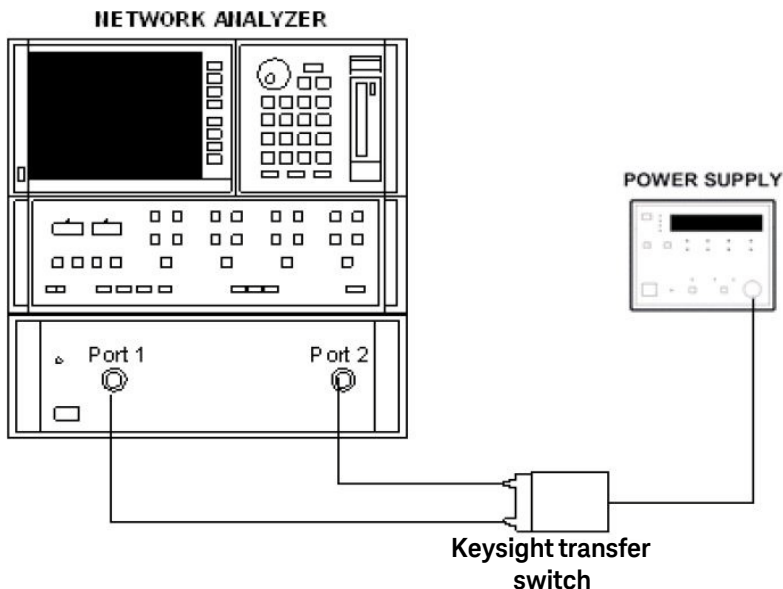 NETWORK ANALYZER
POWER SUPPLY
Port 1
Port 2
Keysight transfer
switch